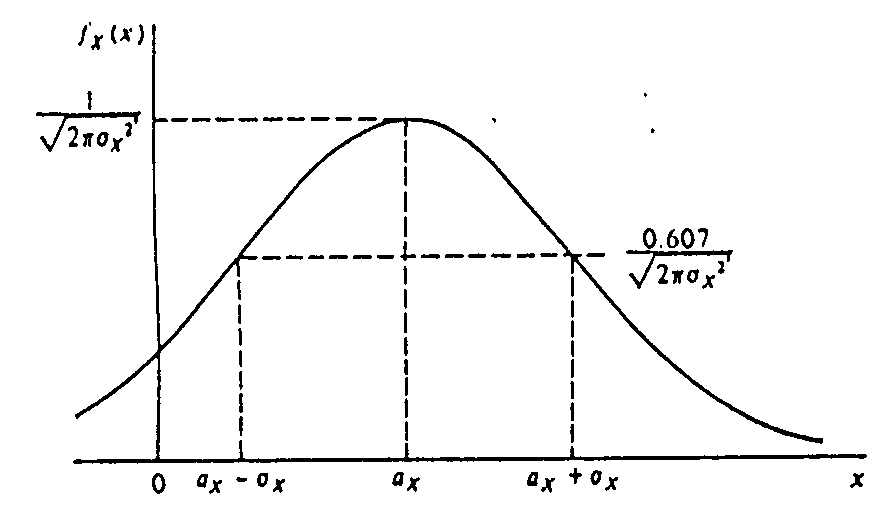 f_X(x)
1/√(2πσ_X²)
0.607/√(2πσ_X²)
0 a_X - σ_X a_X a_X + σ_X x